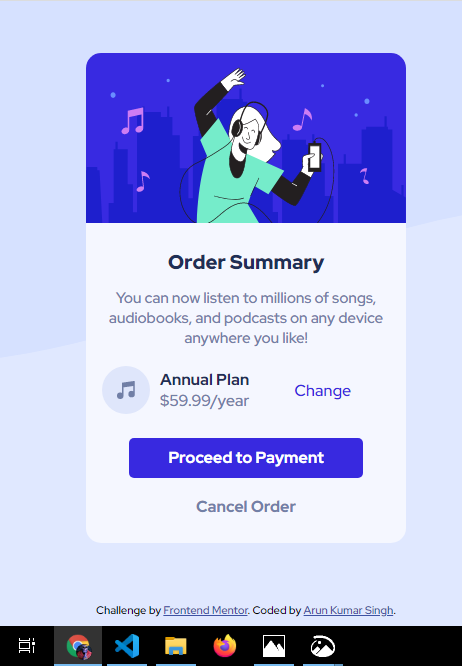 Order Summary
You can now listen to millions of songs,
audiobooks, and podcasts on any device
anywhere you like!
Annual Plan
$59.99/year
Change
Proceed to Payment
Cancel Order
Challenge by Frontend Mentor. Coded by Arun Kumar Singh.